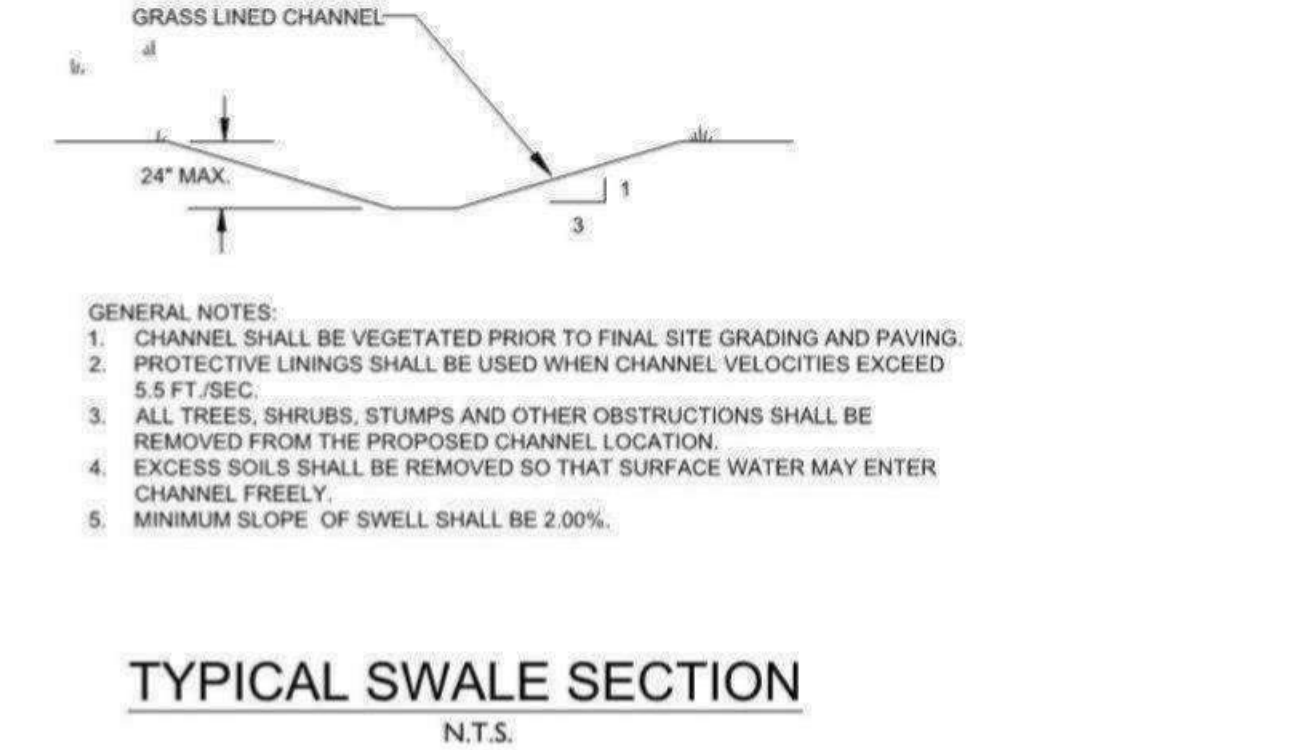 GRASS LINED CHANNEL
24" MAX.
1
3
GENERAL NOTES:
1. CHANNEL SHALL BE VEGETATED PRIOR TO FINAL SITE GRADING AND PAVING.
2. PROTECTIVE LININGS SHALL BE USED WHEN CHANNEL VELOCITIES EXCEED
5.5 FT./SEC.
3. ALL TREES, SHRUBS, STUMPS AND OTHER OBSTRUCTIONS SHALL BE
REMOVED FROM THE PROPOSED CHANNEL LOCATION.
4. EXCESS SOILS SHALL BE REMOVED SO THAT SURFACE WATER MAY ENTER
CHANNEL FREELY.
5. MINIMUM SLOPE OF SWELL SHALL BE 2.00%.
TYPICAL SWALE SECTION
N.T.S.